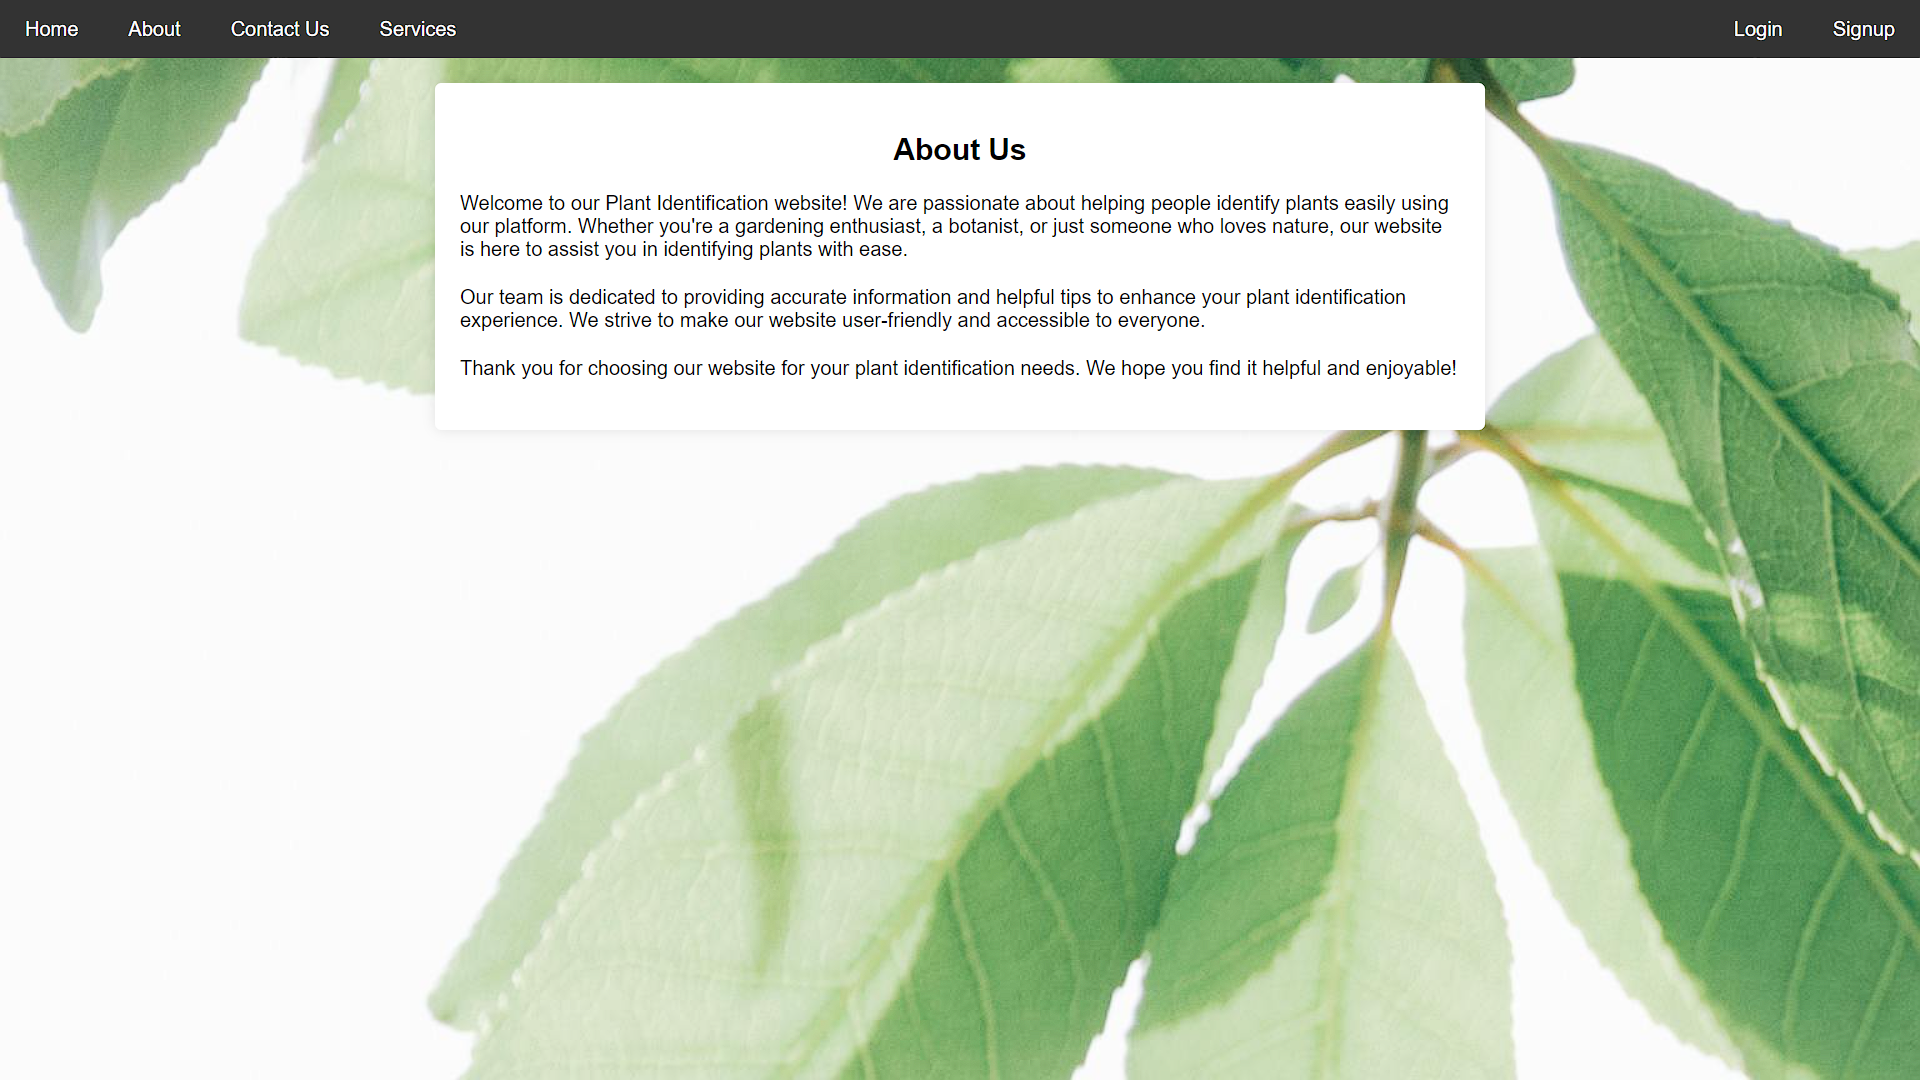 Home About Contact Us Services Login Signup
About Us
Welcome to our Plant Identification website! We are passionate about helping people identify plants easily using
our platform. Whether you're a gardening enthusiast, a botanist, or just someone who loves nature, our website
is here to assist you in identifying plants with ease.
Our team is dedicated to providing accurate information and helpful tips to enhance your plant identification
experience. We strive to make our website user-friendly and accessible to everyone.
Thank you for choosing our website for your plant identification needs. We hope you find it helpful and enjoyable!